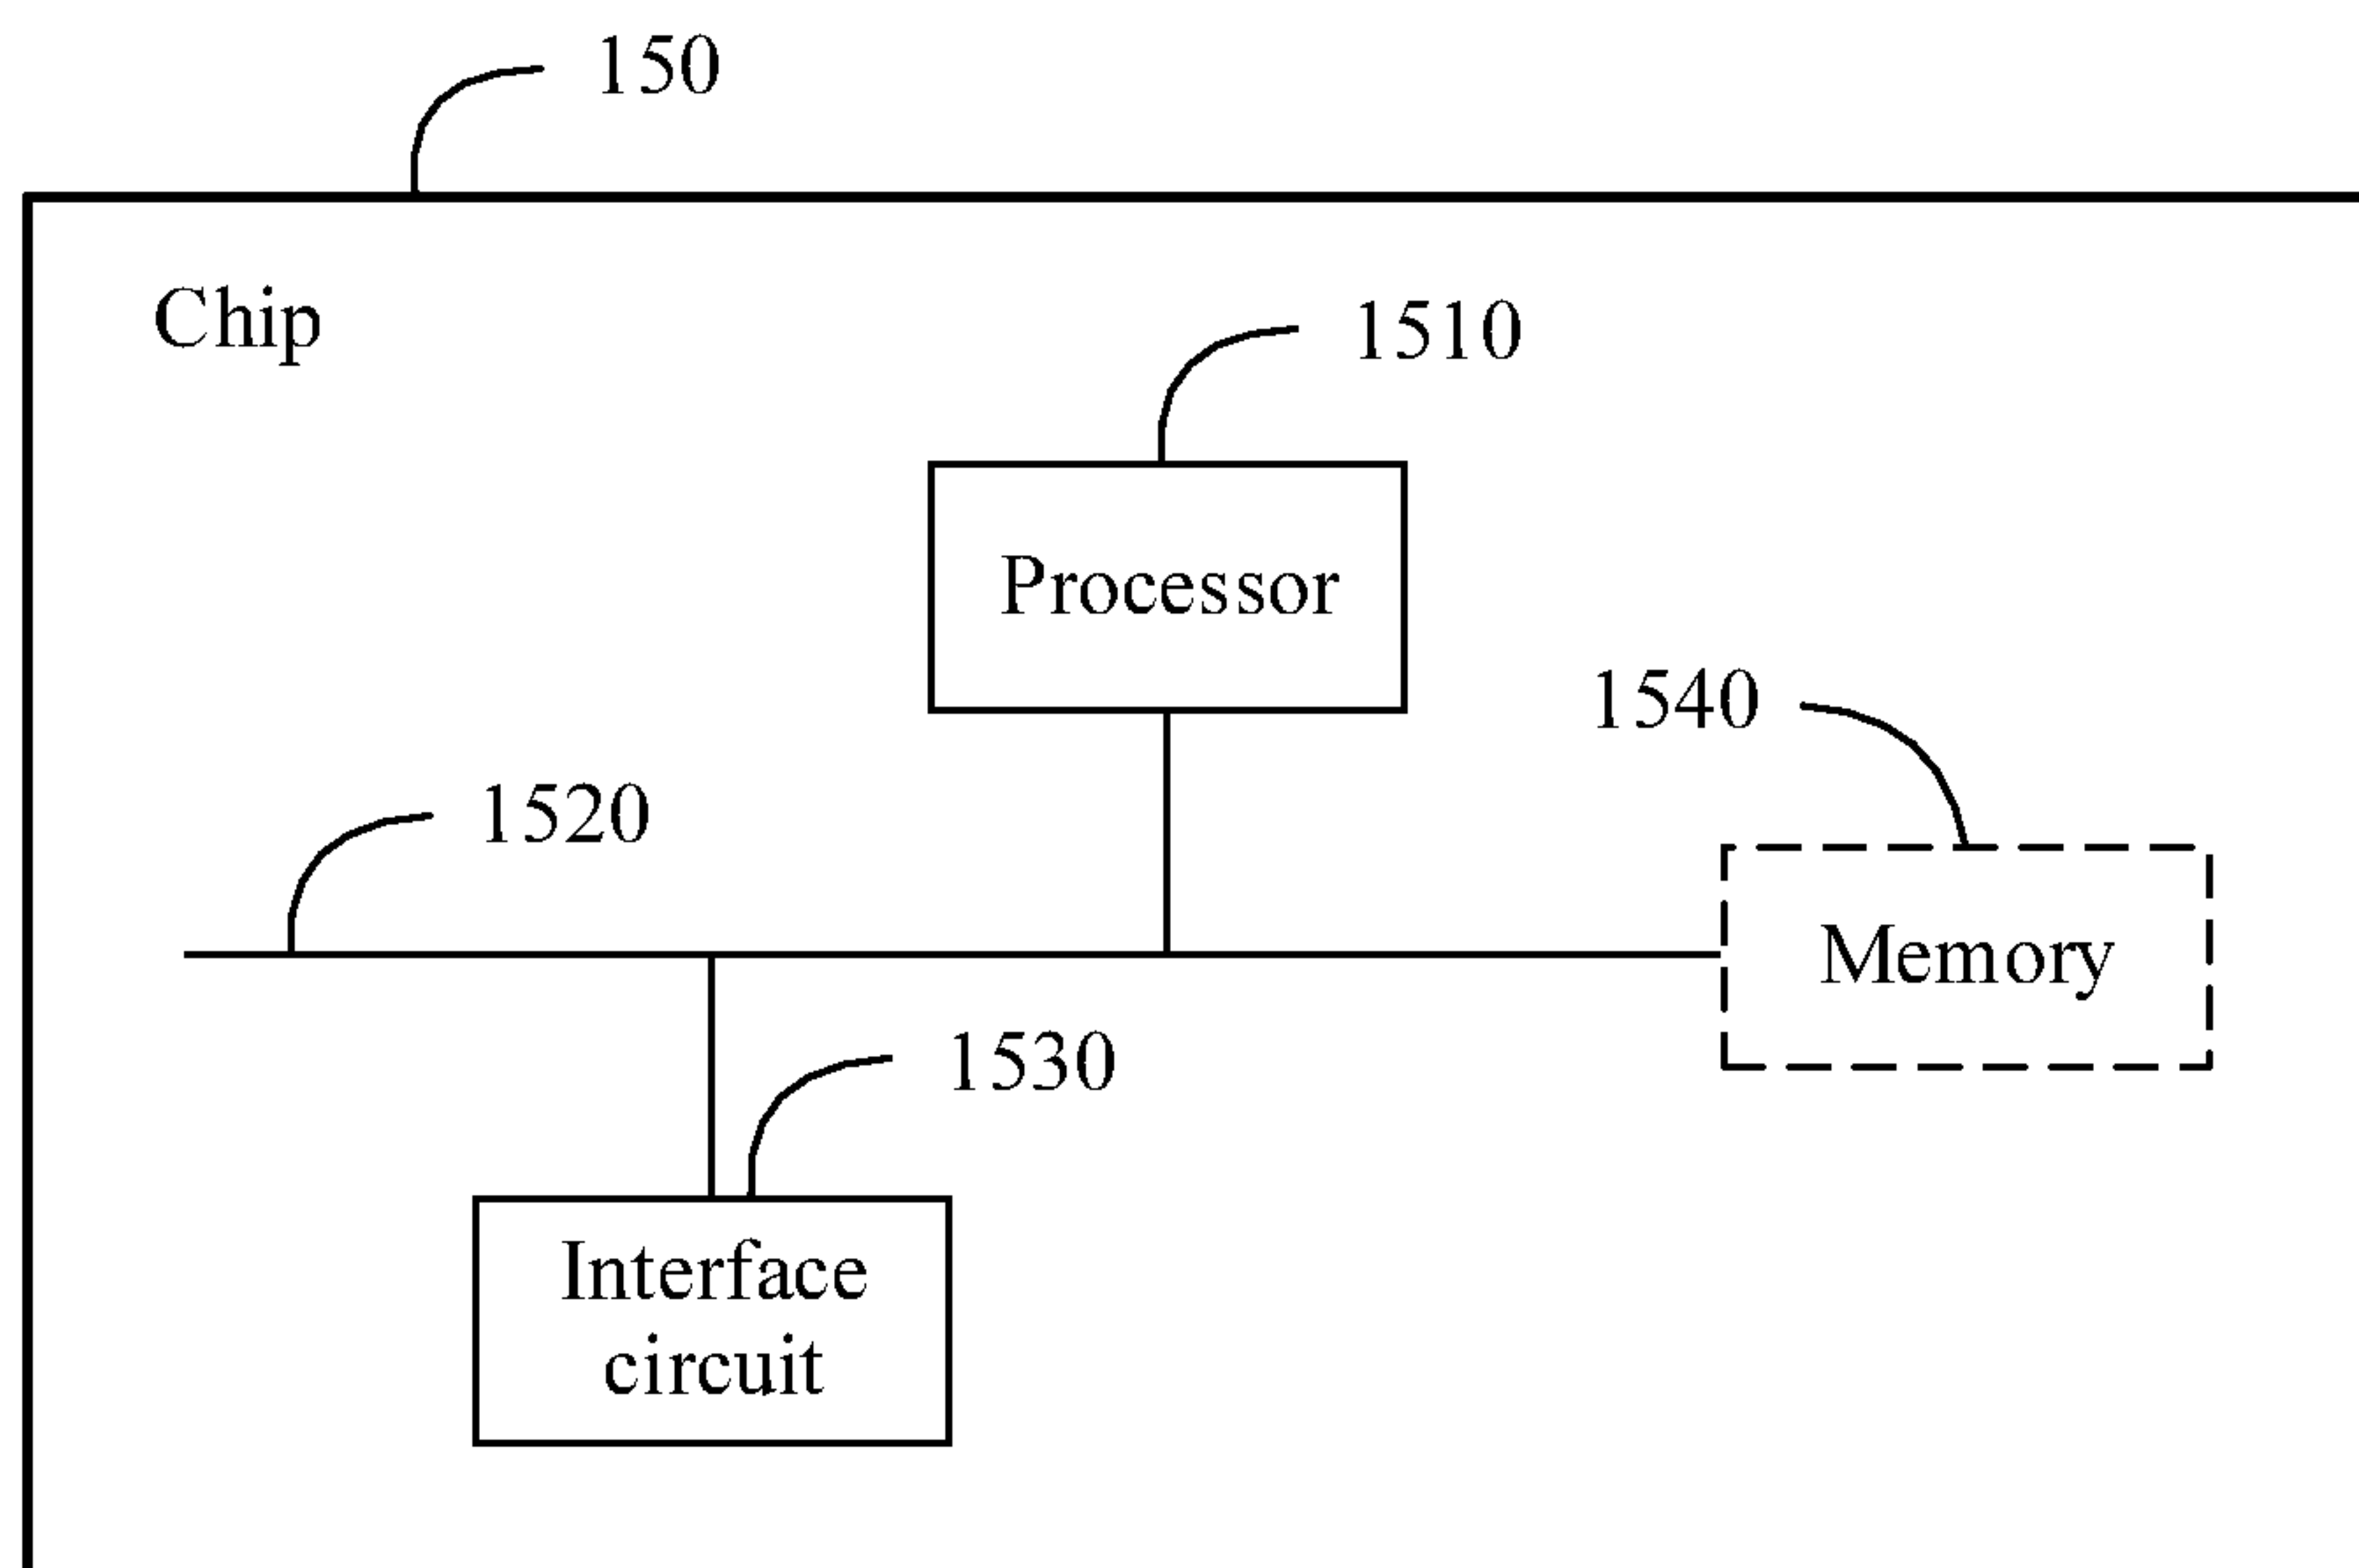 150
Chip
1510
Processor
1540
1520
Memory
1530
Interface
circuit